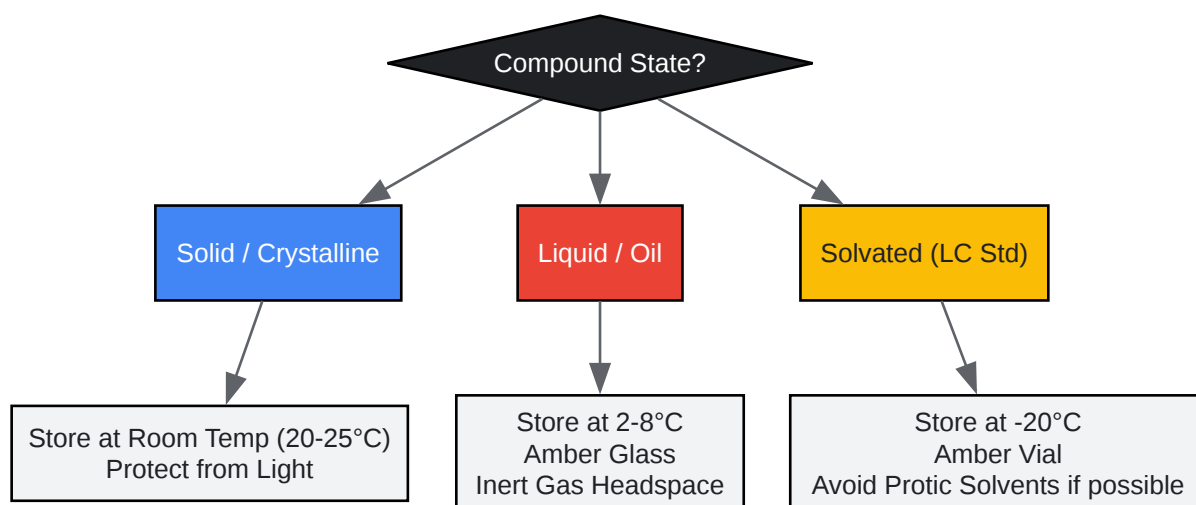 Compound State?
Solid / Crystalline
Liquid / Oil
Solvated (LC Std)
Store at Room Temp (20-25°C)
Protect from Light
Store at 2-8°C
Amber Glass
Inert Gas Headspace
Store at -20°C
Amber Vial
Avoid Protic Solvents if possible